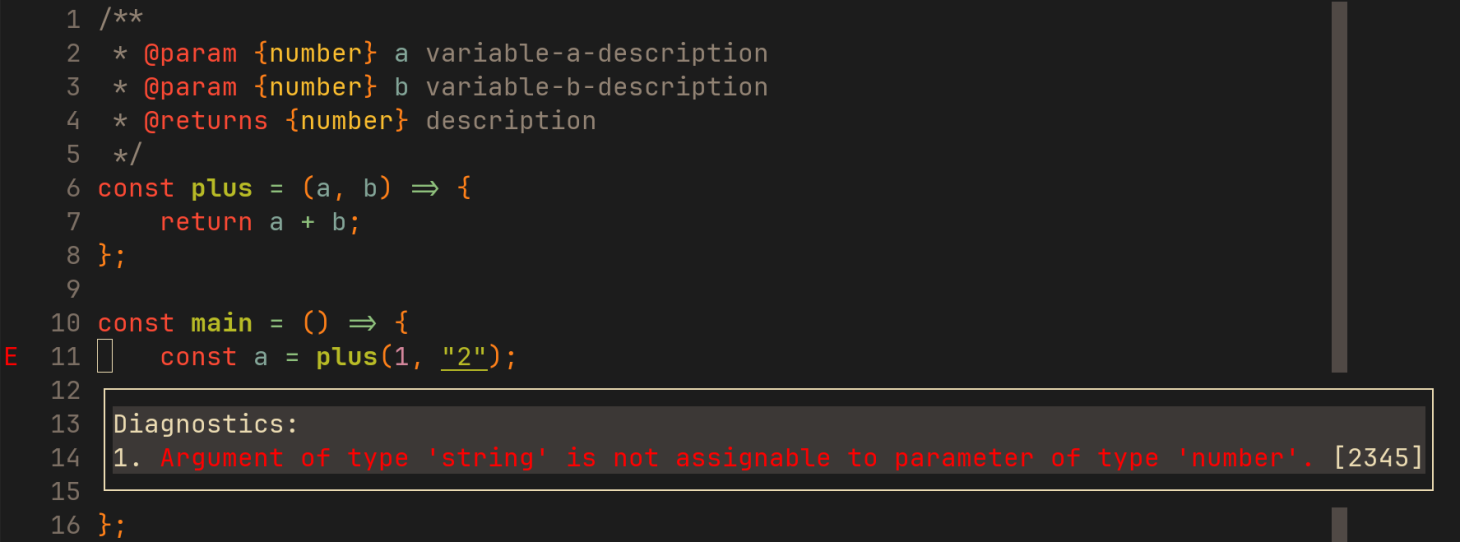 1 /**
2  * @param {number} a variable-a-description
3  * @param {number} b variable-b-description
4  * @returns {number} description
5  */
6 const plus = (a, b) => {
7     return a + b;
8 };
9
10 const main = () => {
E 11     const a = plus(1, "2");
12
13 Diagnostics:
14 1. Argument of type 'string' is not assignable to parameter of type 'number'. [2345]
15
16 };